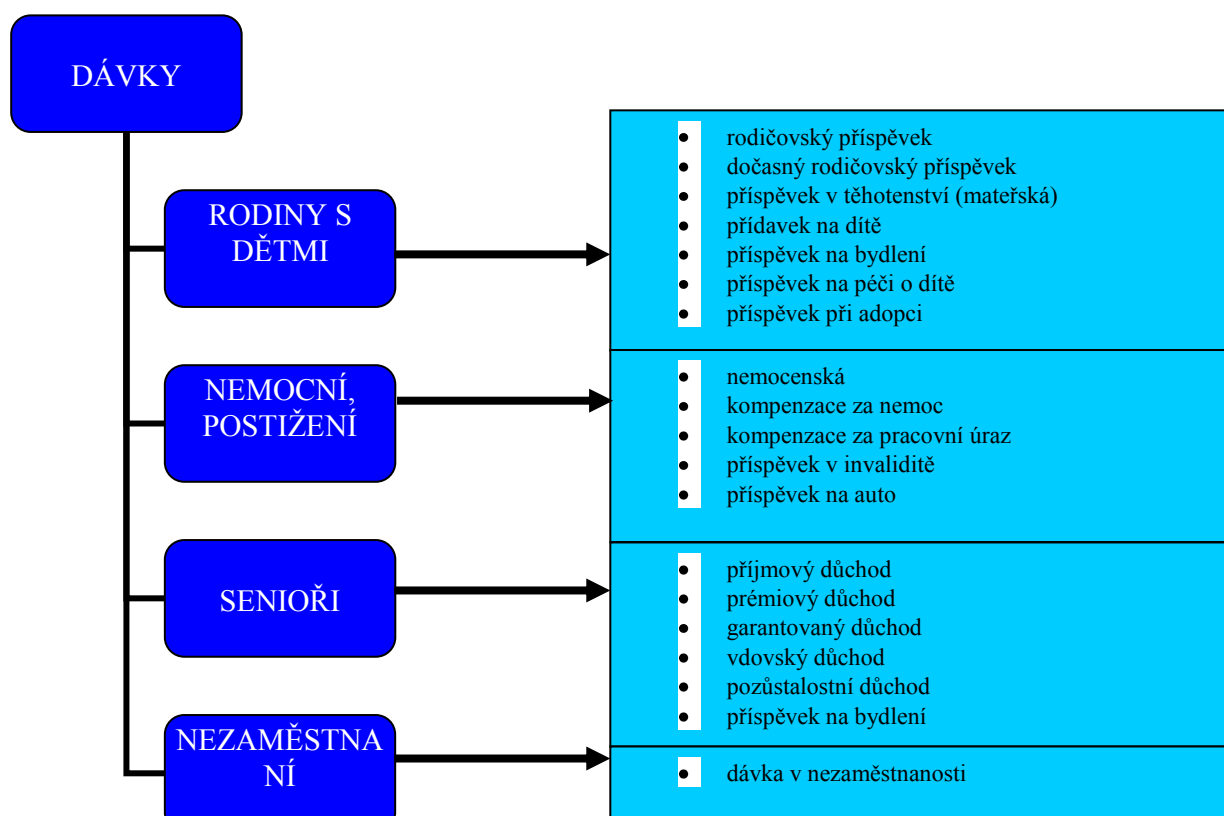 DÁVKY
RODINY S
DĚTMI
rodičovský příspěvek
dočasný rodičovský příspěvek
příspěvek v těhotenství (mateřská)
přídavek na dítě
příspěvek na bydlení
příspěvek na péči o dítě
příspěvek při adopci
NEMOCNÍ,
POSTIŽENÍ
nemocenská
kompenzace za nemoc
kompenzace za pracovní úraz
příspěvek v invaliditě
příspěvek na auto
SENIOŘI
příjmový důchod
prémiový důchod
garantovaný důchod
vdovský důchod
pozůstalostní důchod
příspěvek na bydlení
NEZAMĚSTNA
NÍ
dávka v nezaměstnanosti